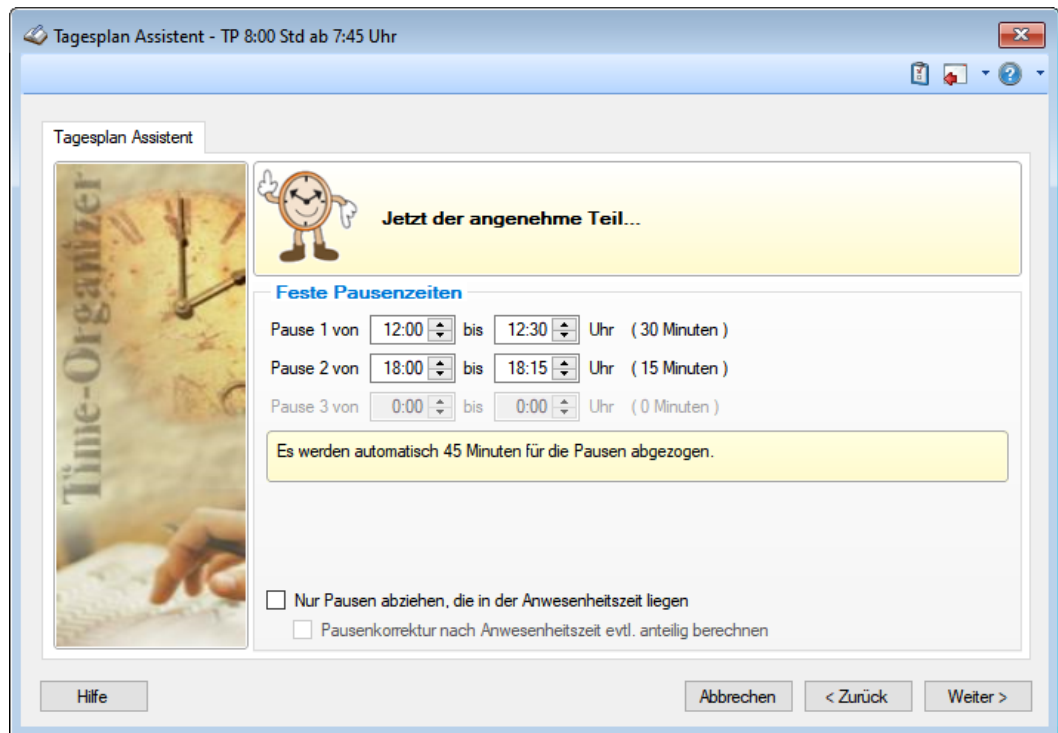 Tagesplan Assistent - TP 8:00 Std ab 7:45 Uhr
Tagesplan Assistent
Time-Organizer
Jetzt der angenehme Teil...
Feste Pausenzeiten
Pause 1 von 12:00 bis 12:30 Uhr ( 30 Minuten )
Pause 2 von 18:00 bis 18:15 Uhr ( 15 Minuten )
Pause 3 von 0:00 bis 0:00 Uhr ( 0 Minuten )
Es werden automatisch 45 Minuten für die Pausen abgezogen.
Nur Pausen abziehen, die in der Anwesenheitszeit liegen
Pausenkorrektur nach Anwesenheitszeit evtl. anteilig berechnen
Hilfe Abbrechen < Zurück Weiter >